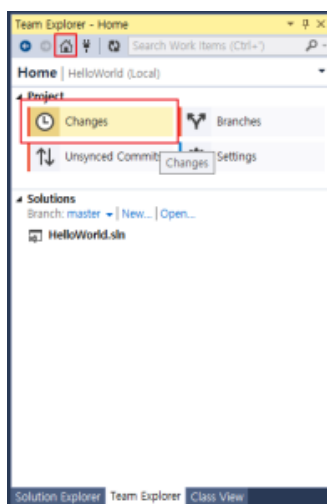 Team Explorer - Home
Search Work Items (Ctrl+')
Home | HelloWorld (Local)
Project
Changes
Branches
Unsynced Commits
Settings
Changes
Solutions
Branch: master | New... | Open...
HelloWorld.sln
Solution Explorer Team Explorer Class View